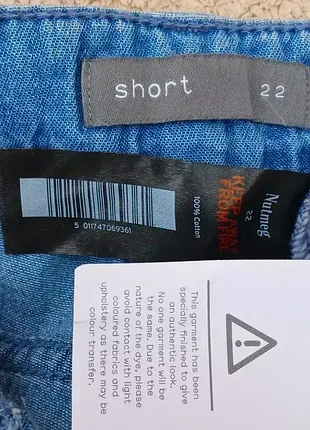 short 22
5 011747069361
100% Cotton
KEEP AWAY
FROM FIRE
Nutmeg
22
This garment has been
specially finished to give
an authentic look.
No one garment will be
the same. Due to the
nature of the dye, please
avoid contact with light
coloured fabrics and
upholstery as there may be
colour transfer.